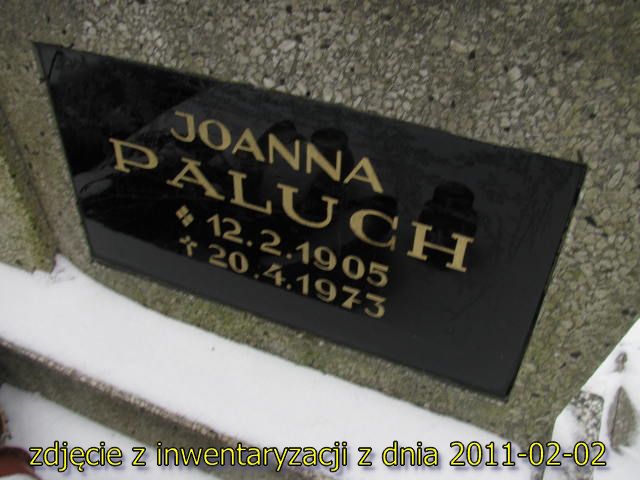 JOANNA
PALUCH
12.2.1905
✝ 20.4.1973
zdjęcie z inwentaryzacji z dnia 2011-02-02